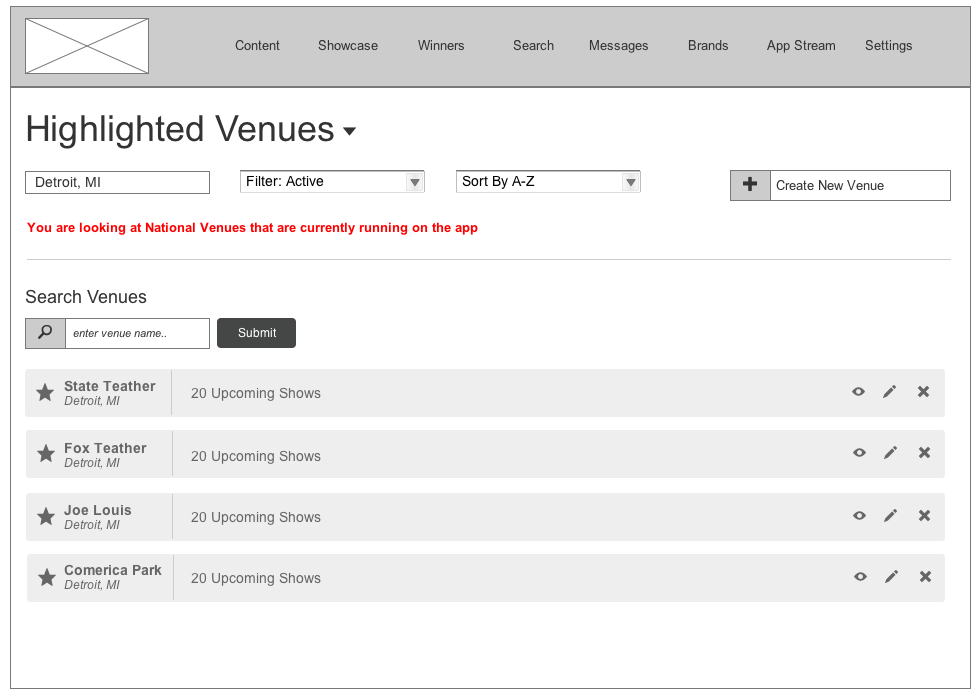 Content Showcase Winners Search Messages Brands App Stream Settings
Highlighted Venues
Detroit, MI Filter: Active Sort By A-Z Create New Venue
You are looking at National Venues that are currently running on the app
Search Venues
enter venue name.. Submit
State Teather
Detroit, MI
20 Upcoming Shows
Fox Teather
Detroit, MI
20 Upcoming Shows
Joe Louis
Detroit, MI
20 Upcoming Shows
Comerica Park
Detroit, MI
20 Upcoming Shows